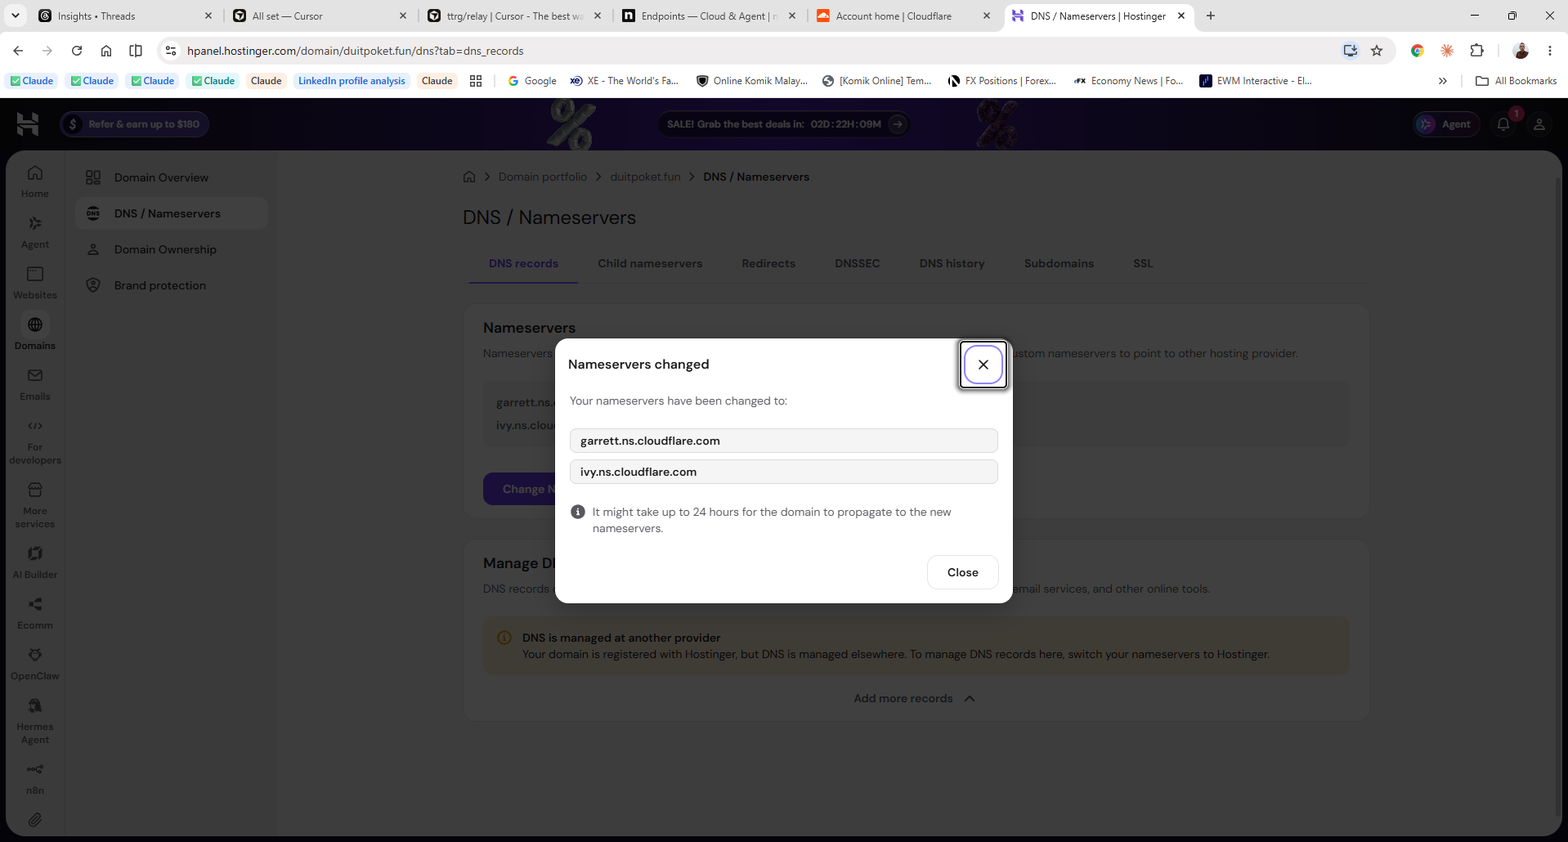 Insights • Threads
All set — Cursor
ttrg/relay | Cursor - The best wa
Endpoints — Cloud & Agent | n
Account home | Cloudflare
DNS / Nameservers | Hostinger
hpanel.hostinger.com/domain/duitpoket.fun/dns?tab=dns_records
Claude
Claude
Claude
Claude
Claude
LinkedIn profile analysis
Claude
Google
XE - The World's Fa...
Online Komik Malay...
[Komik Online] Tem...
FX Positions | Forex...
Economy News | Fo...
EWM Interactive - El...
All Bookmarks
Refer & earn up to $180
SALE! Grab the best deals in: 02D:22H:09M
Agent
1
Home
Agent
Websites
Domains
Emails
For developers
More services
AI Builder
Ecomm
OpenClaw
Hermes Agent
n8n
Domain Overview
DNS / Nameservers
Domain Ownership
Brand protection
Domain portfolio
duitpoket.fun
DNS / Nameservers
DNS / Nameservers
DNS records
Child nameservers
Redirects
DNSSEC
DNS history
Subdomains
SSL
Nameservers
Nameservers
ustom nameservers to point to other hosting provider.
garrett.ns.c
ivy.ns.clou
Change N
Nameservers changed
Your nameservers have been changed to:
garrett.ns.cloudflare.com
ivy.ns.cloudflare.com
It might take up to 24 hours for the domain to propagate to the new
nameservers.
Close
Manage D
DNS records
email services, and other online tools.
DNS is managed at another provider
Your domain is registered with Hostinger, but DNS is managed elsewhere. To manage DNS records here, switch your nameservers to Hostinger.
Add more records